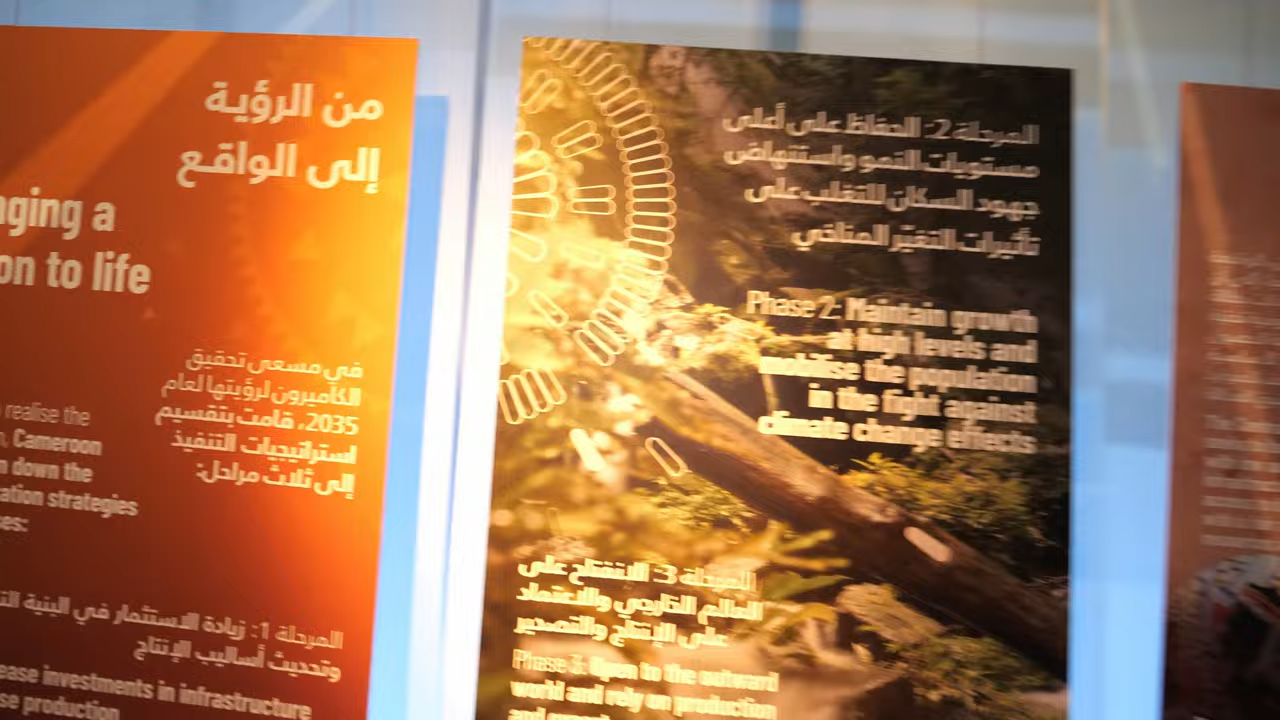 من الرؤية
إلى الواقع
ging a
on to life
في مسعى تحقيق
الكاميرون لرؤيتها لعام
2035، قامت بتقسيم
استراتيجيات التنفيذ
إلى ثلاث مراحل:
realise the
Cameroon
down the
ation strategies
ses:
المرحلة 1: زيادة الاستثمار في البنية
وتحديث أساليب الإنتاج
ease investments in infrastructure
se production
المرحلة 2: الحفاظ على أعلى
مستويات النمو واستنهاض
جهود السكان للتغلب على
تأثيرات التغيّر المناخي
Phase 2: Maintain growth
at high levels and
mobilise the population
in the fight against
climate change effects
المرحلة 3: الانفتاح على
العالم الخارجي والاعتماد
على الإنتاج والتصدير
Phase 3: Open to the outward
world and rely on production
and export